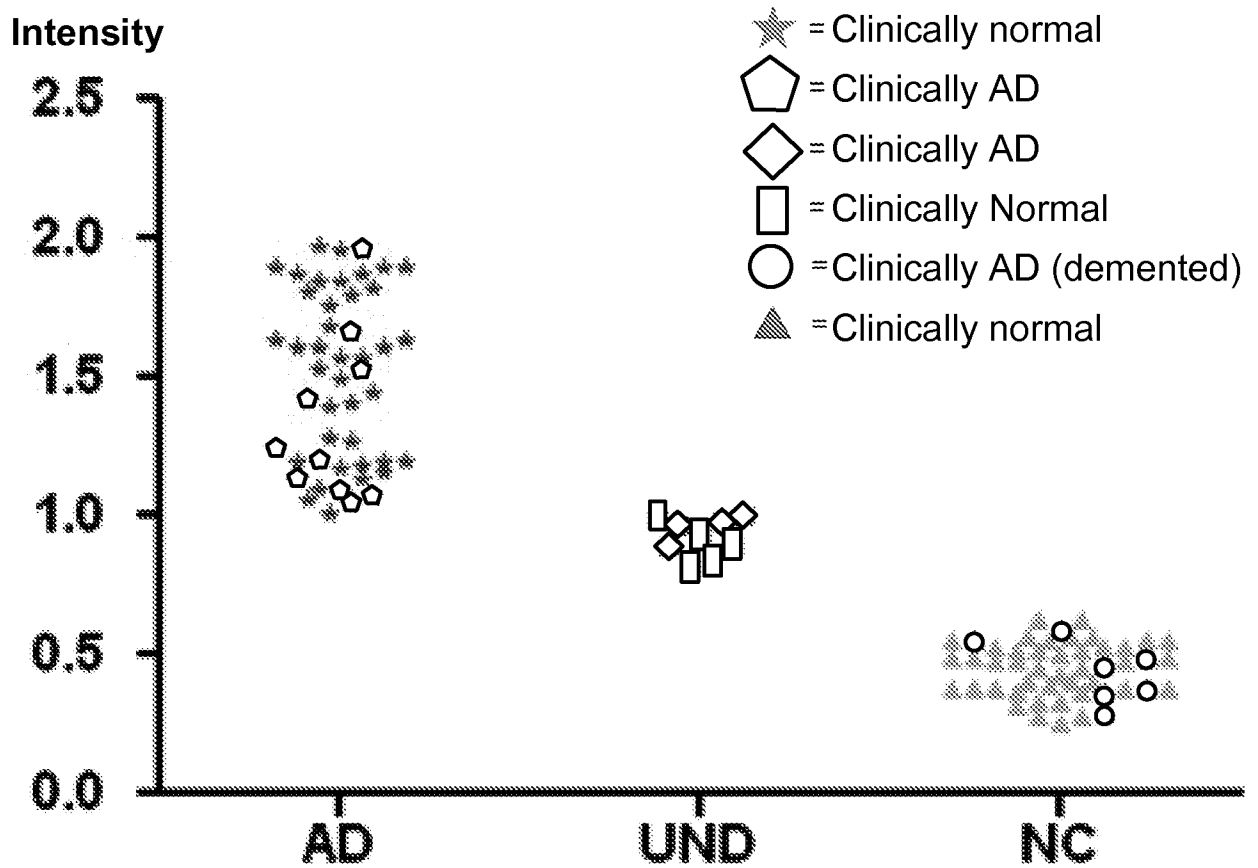 Intensity
= Clinically normal
= Clinically AD
= Clinically AD
= Clinically Normal
= Clinically AD (demented)
= Clinically normal
2.5
2.0
1.5
1.0
0.5
0.0
AD UND NC